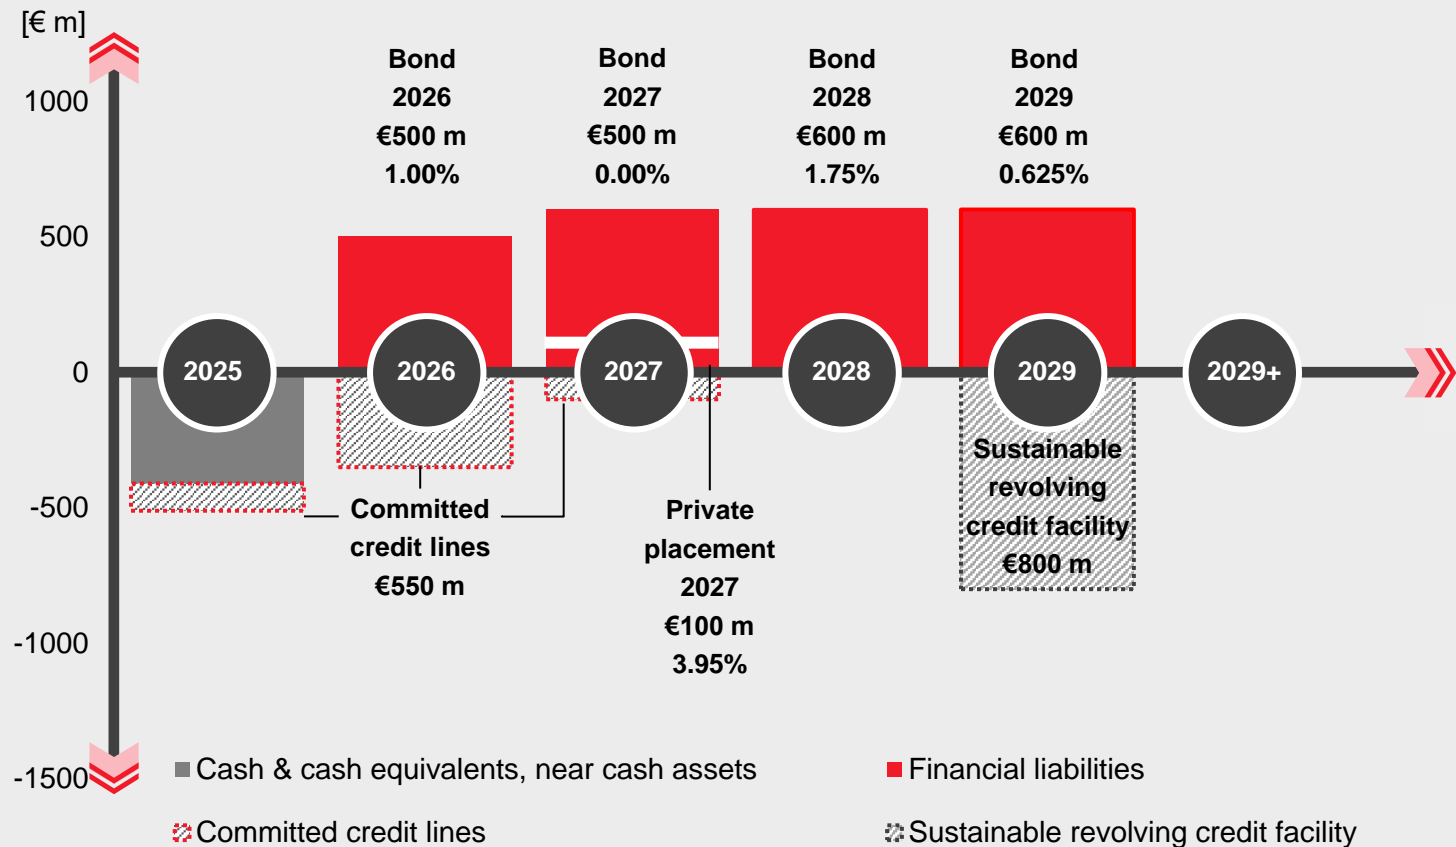 [€ m]
1000
500
0
-500
-1000
-1500
Bond
2026
€500 m
1.00%
Bond
2027
€500 m
0.00%
Bond
2028
€600 m
1.75%
Bond
2029
€600 m
0.625%
2025
2026
2027
2028
2029
2029+
Committed
credit lines
€550 m
Private
placement
2027
€100 m
3.95%
Sustainable
revolving
credit facility
€800 m
Cash & cash equivalents, near cash assets
Financial liabilities
Committed credit lines
Sustainable revolving credit facility